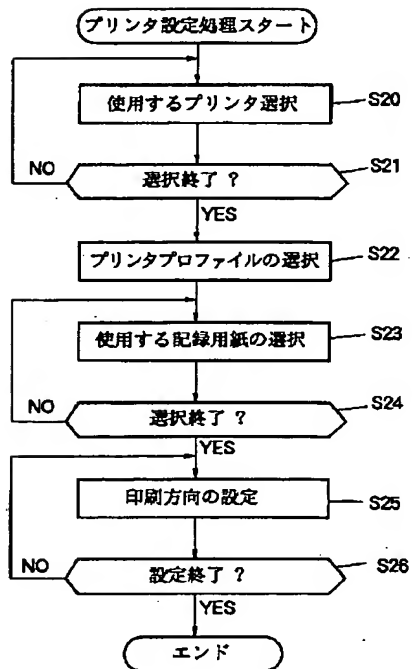 プリンタ設定処理スタート
使用するプリンタ選択
S20
NO
選択終了 ?
S21
YES
プリンタプロファイルの選択
S22
使用する記録用紙の選択
S23
NO
選択終了 ?
S24
YES
印刷方向の設定
S25
NO
設定終了 ?
S26
YES
エンド